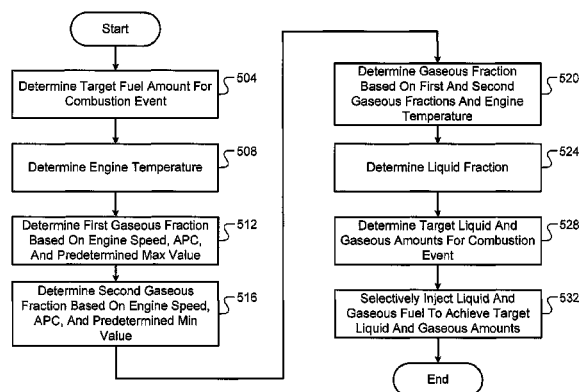 Start
Determine Target Fuel Amount For
Combustion Event
504
Determine Engine Temperature
508
Determine First Gaseous Fraction
Based On Engine Speed, APC,
And Predetermined Max Value
512
Determine Second Gaseous
Fraction Based On Engine Speed,
APC, And Predetermined Min
Value
516
Determine Gaseous Fraction
Based On First And Second
Gaseous Fractions And Engine
Temperature
520
Determine Liquid Fraction
524
Determine Target Liquid And
Gaseous Amounts For Combustion
Event
528
Selectively Inject Liquid And
Gaseous Fuel To Achieve Target
Liquid And Gaseous Amounts
532
End